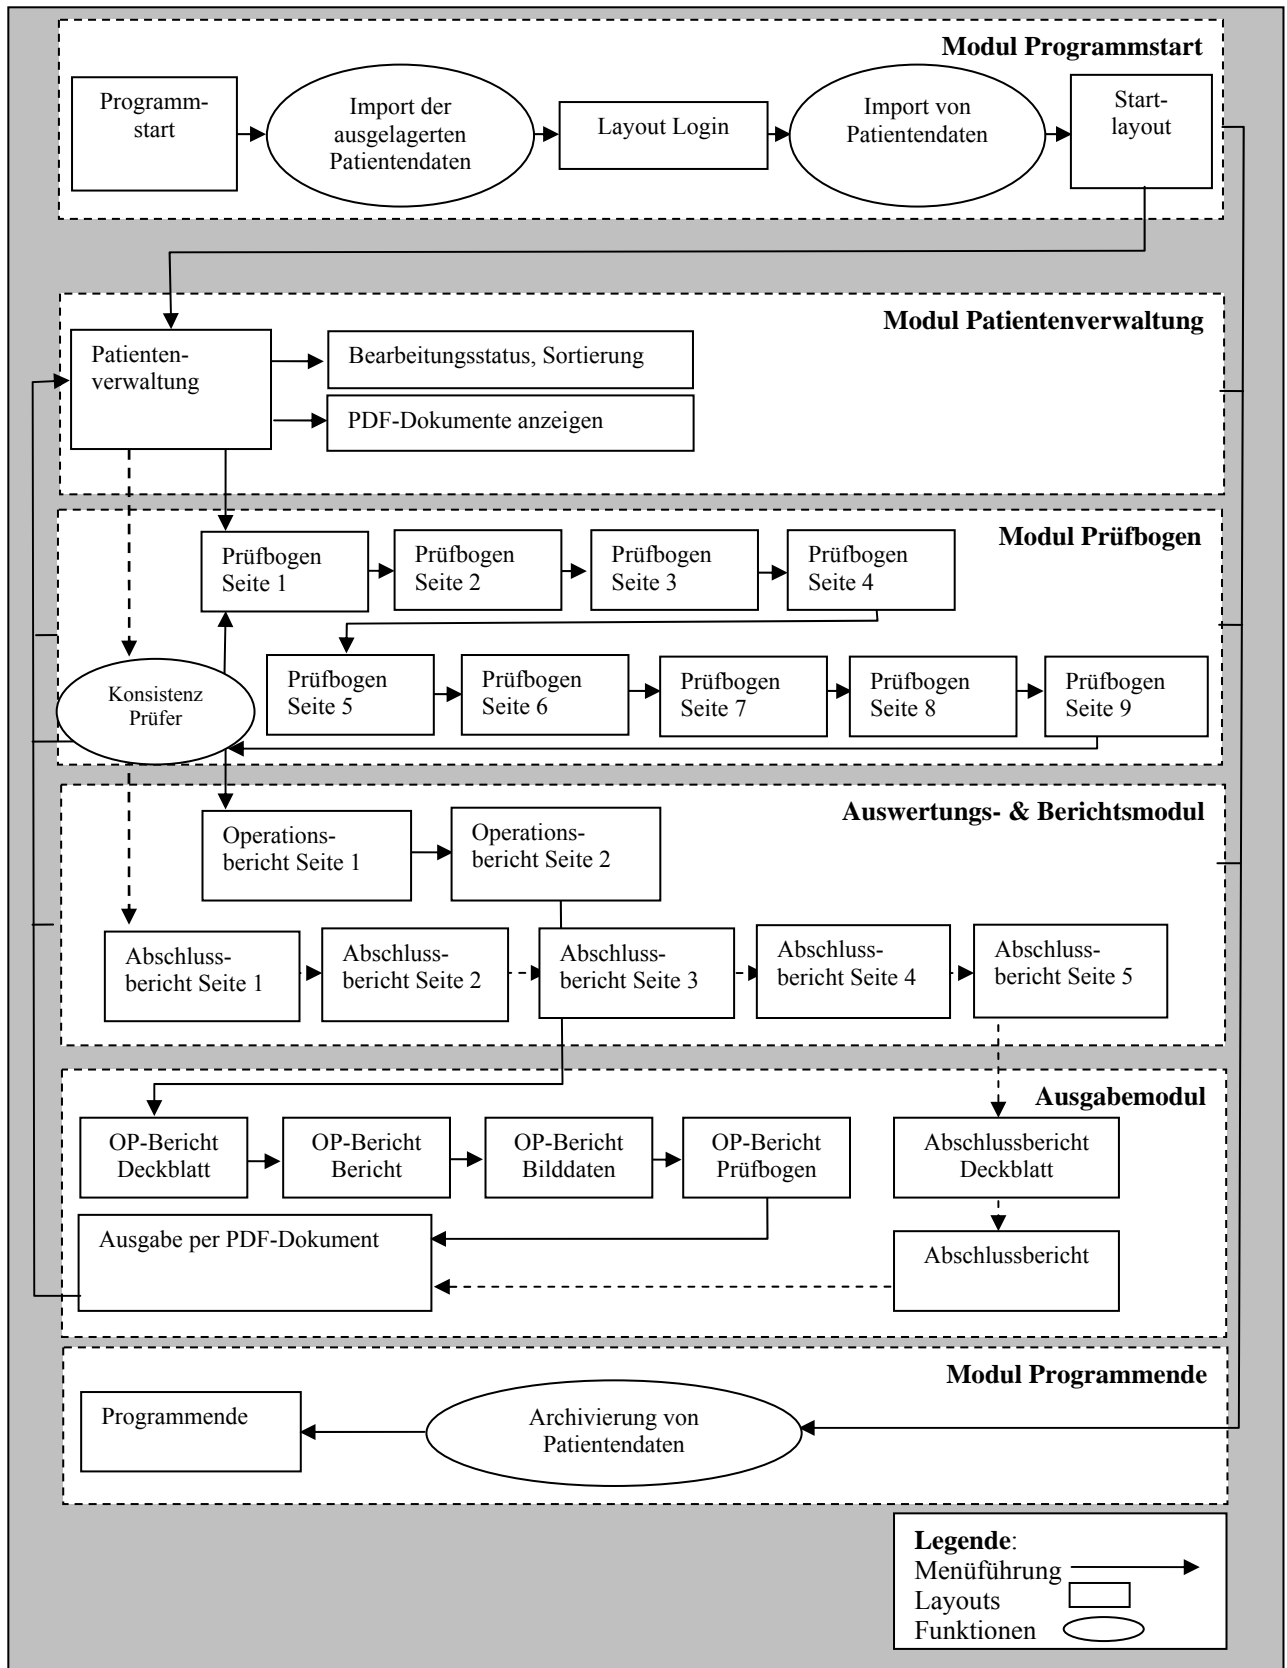 Modul Programmstart
Programm-
start
Import der
ausgelagerten
Patientendaten
Layout Login
Import von
Patientendaten
Start-
layout
Modul Patientenverwaltung
Patienten-
verwaltung
Bearbeitungsstatus, Sortierung
PDF-Dokumente anzeigen
Modul Prüfbogen
Prüfbogen
Seite 1
Prüfbogen
Seite 2
Prüfbogen
Seite 3
Prüfbogen
Seite 4
Konsistenz
Prüfer
Prüfbogen
Seite 5
Prüfbogen
Seite 6
Prüfbogen
Seite 7
Prüfbogen
Seite 8
Prüfbogen
Seite 9
Auswertungs- & Berichtsmodul
Operations-
bericht Seite 1
Operations-
bericht Seite 2
Abschluss-
bericht Seite 1
Abschluss-
bericht Seite 2
Abschluss-
bericht Seite 3
Abschluss-
bericht Seite 4
Abschluss-
bericht Seite 5
Ausgabemodul
OP-Bericht
Deckblatt
OP-Bericht
Bericht
OP-Bericht
Bilddaten
OP-Bericht
Prüfbogen
Abschlussbericht
Deckblatt
Ausgabe per PDF-Dokument
Abschlussbericht
Modul Programmende
Programmende
Archivierung von
Patientendaten
Legende:
Menüführung
Layouts
Funktionen